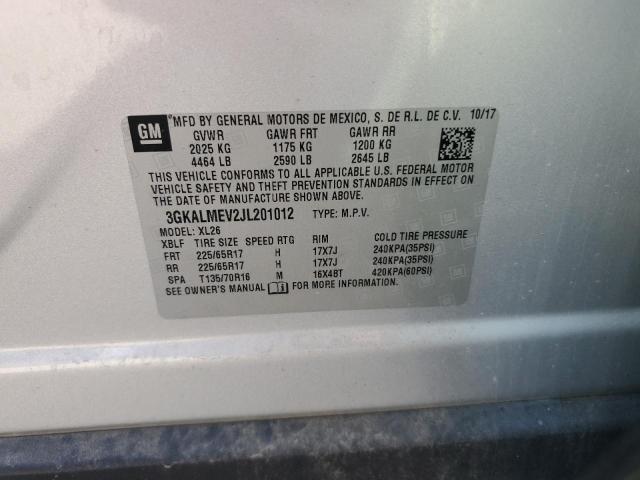 GM *MFD BY GENERAL MOTORS DE MEXICO, S. DE R.L. DE C.V. 10/17
GVWR GAWR FRT GAWR RR
2025 KG 1175 KG 1200 KG
4464 LB 2590 LB 2645 LB
THIS VEHICLE CONFORMS TO ALL APPLICABLE U.S. FEDERAL MOTOR
VEHICLE SAFETY AND THEFT PREVENTION STANDARDS IN EFFECT ON
THE DATE OF MANUFACTURE SHOWN ABOVE.
3GKALMEV2JL201012 TYPE: M.P.V.
MODEL: XL26
XBLF TIRE SIZE SPEED RTG RIM COLD TIRE PRESSURE
FRT 225/65R17 H 17X7J 240KPA(35PSI)
RR 225/65R17 H 17X7J 240KPA(35PSI)
SPA T135/70R16 M 16X4BT 420KPA(60PSI)
SEE OWNER'S MANUAL FOR MORE INFORMATION.